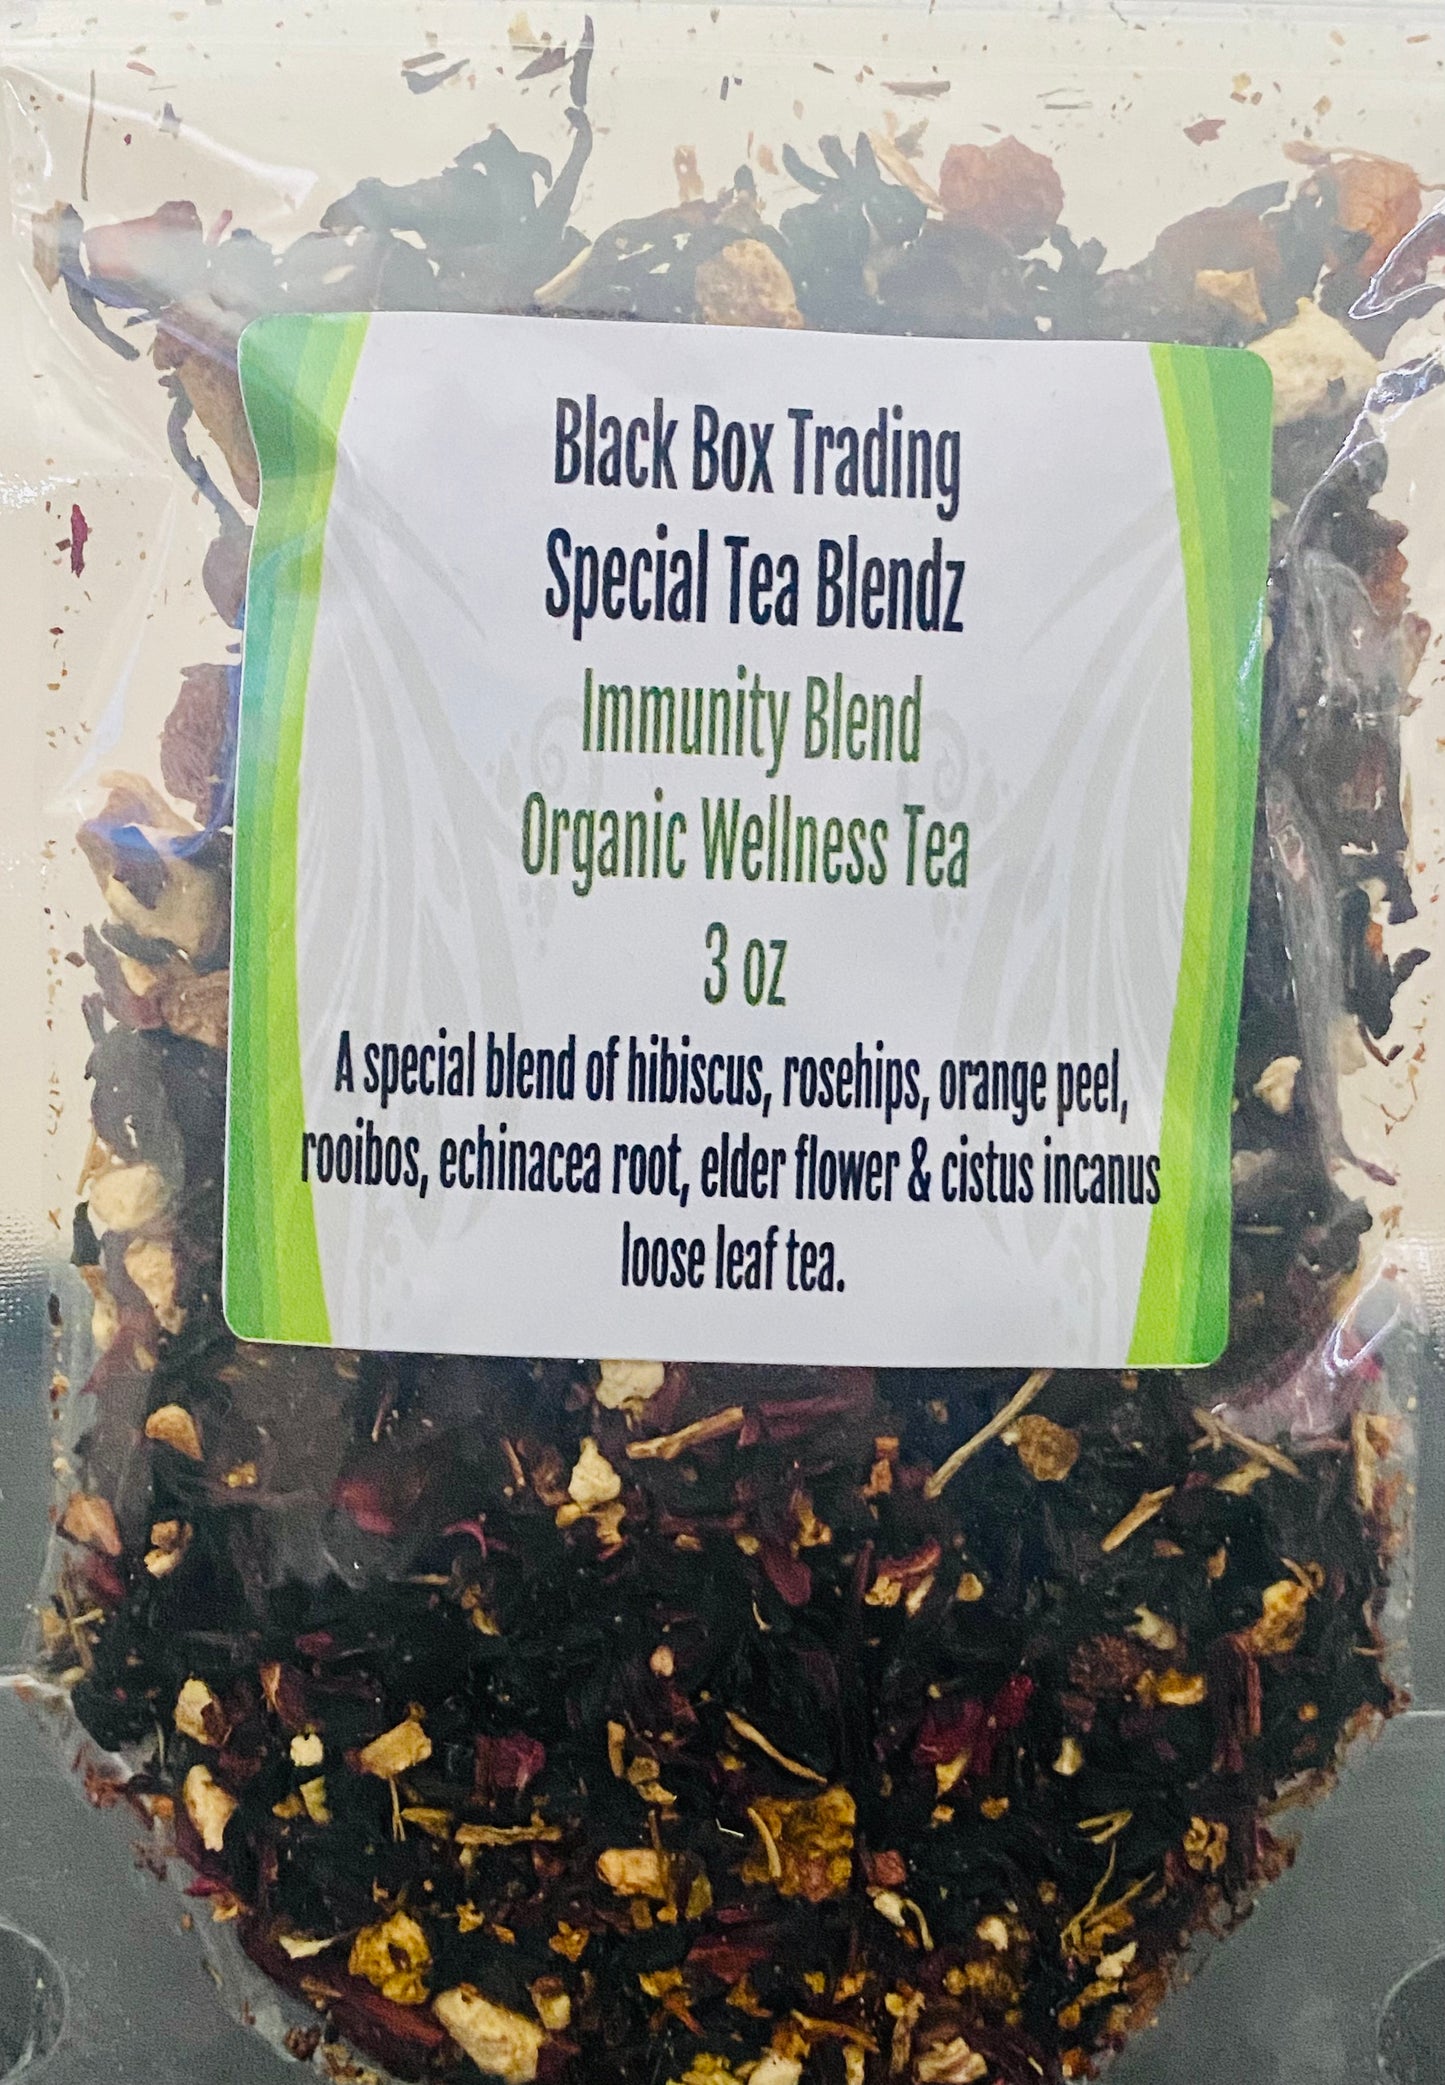 Black Box Trading
Special Tea Blendz
Immunity Blend
Organic Wellness Tea
3 oz
A special blend of hibiscus, rosehips, orange peel,
rooibos, echinacea root, elder flower & cistus incanus
loose leaf tea.